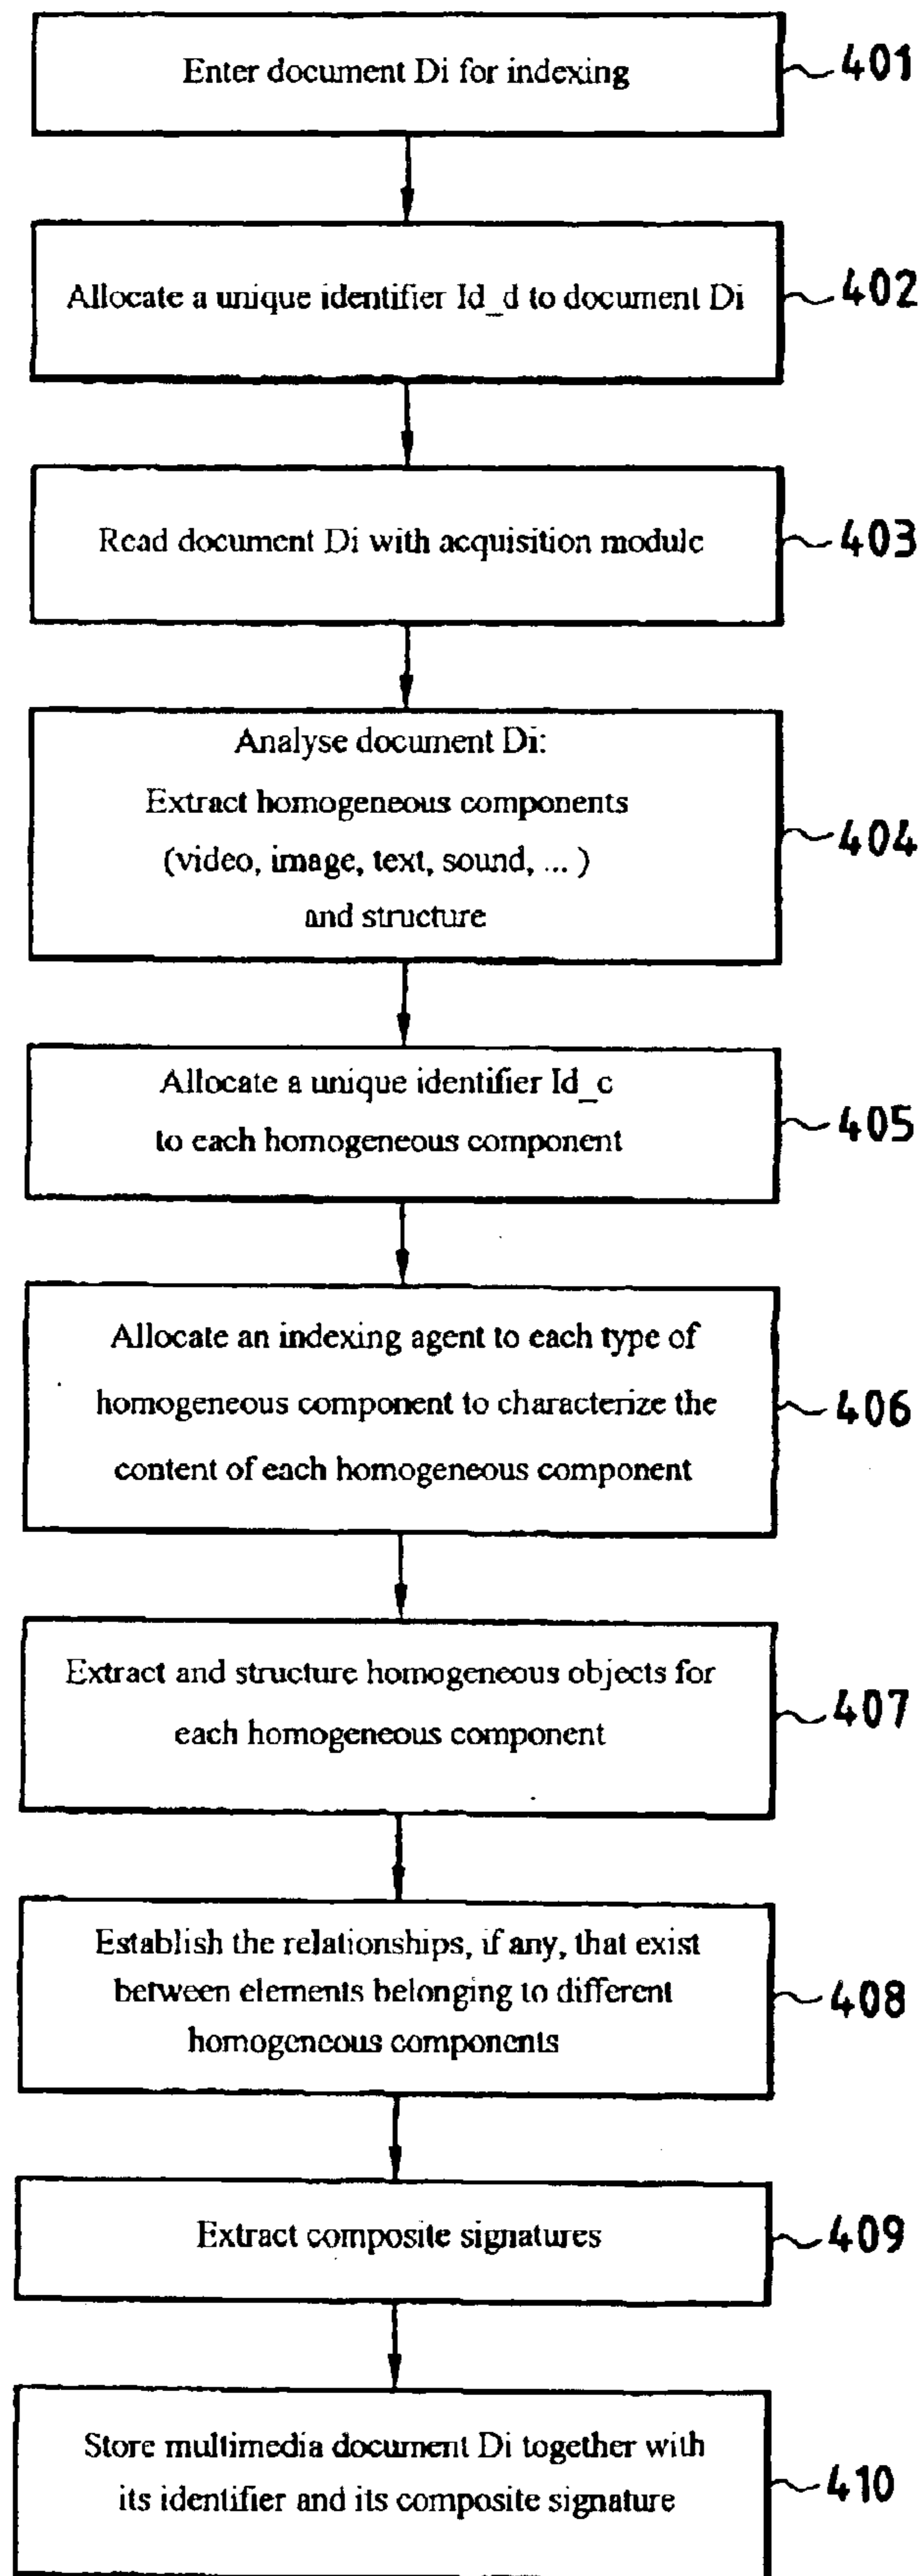 Enter document Di for indexing
401
Allocate a unique identifier Id_d to document Di
402
Read document Di with acquisition module
403
Analyse document Di:
Extract homogeneous components
(video, image, text, sound, ... )
and structure
404
Allocate a unique identifier Id_c
to each homogeneous component
405
Allocate an indexing agent to each type of
homogeneous component to characterize the
content of each homogeneous component
406
Extract and structure homogeneous objects for
each homogeneous component
407
Establish the relationships, if any, that exist
between elements belonging to different
homogeneous components
408
Extract composite signatures
409
Store multimedia document Di together with
its identifier and its composite signature
410